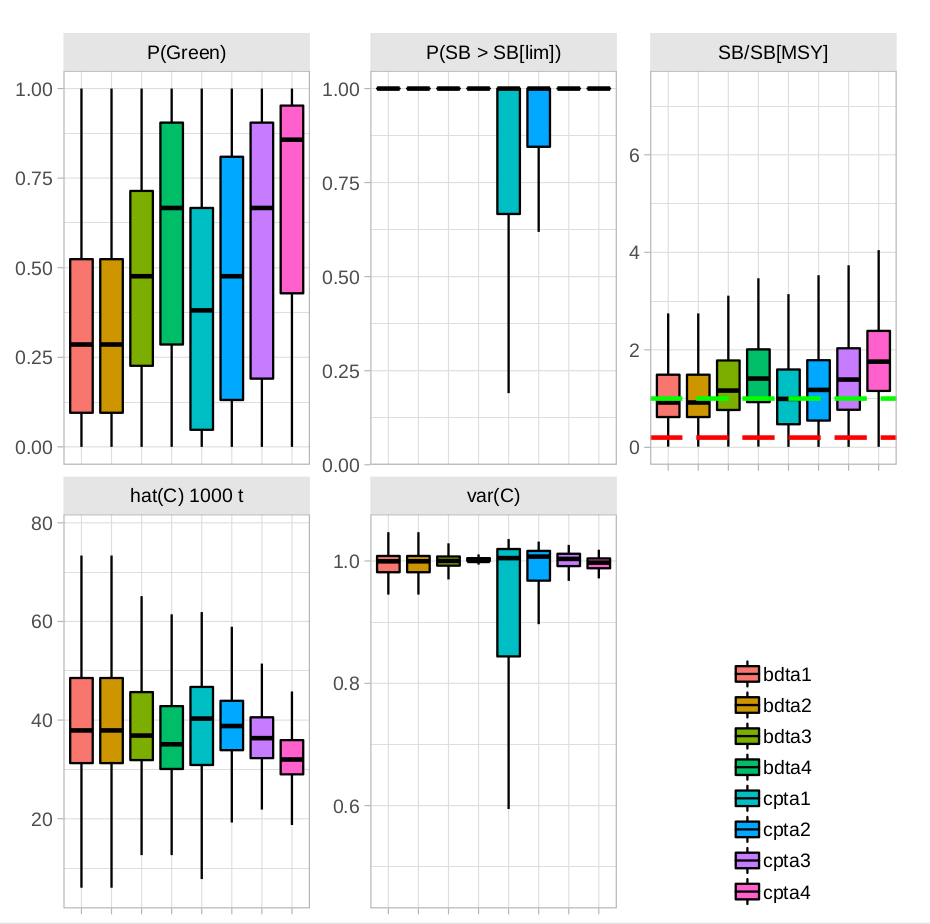 P(Green)
P(SB > SB[lim])
SB/SB[MSY]
1.00
0.75
0.50
0.25
0.00
1.00
0.75
0.50
0.25
0.00
6
4
2
0
hat(C) 1000 t
var(C)
80
60
40
20
1.0
0.8
0.6
bdta1
bdta2
bdta3
bdta4
cpta1
cpta2
cpta3
cpta4